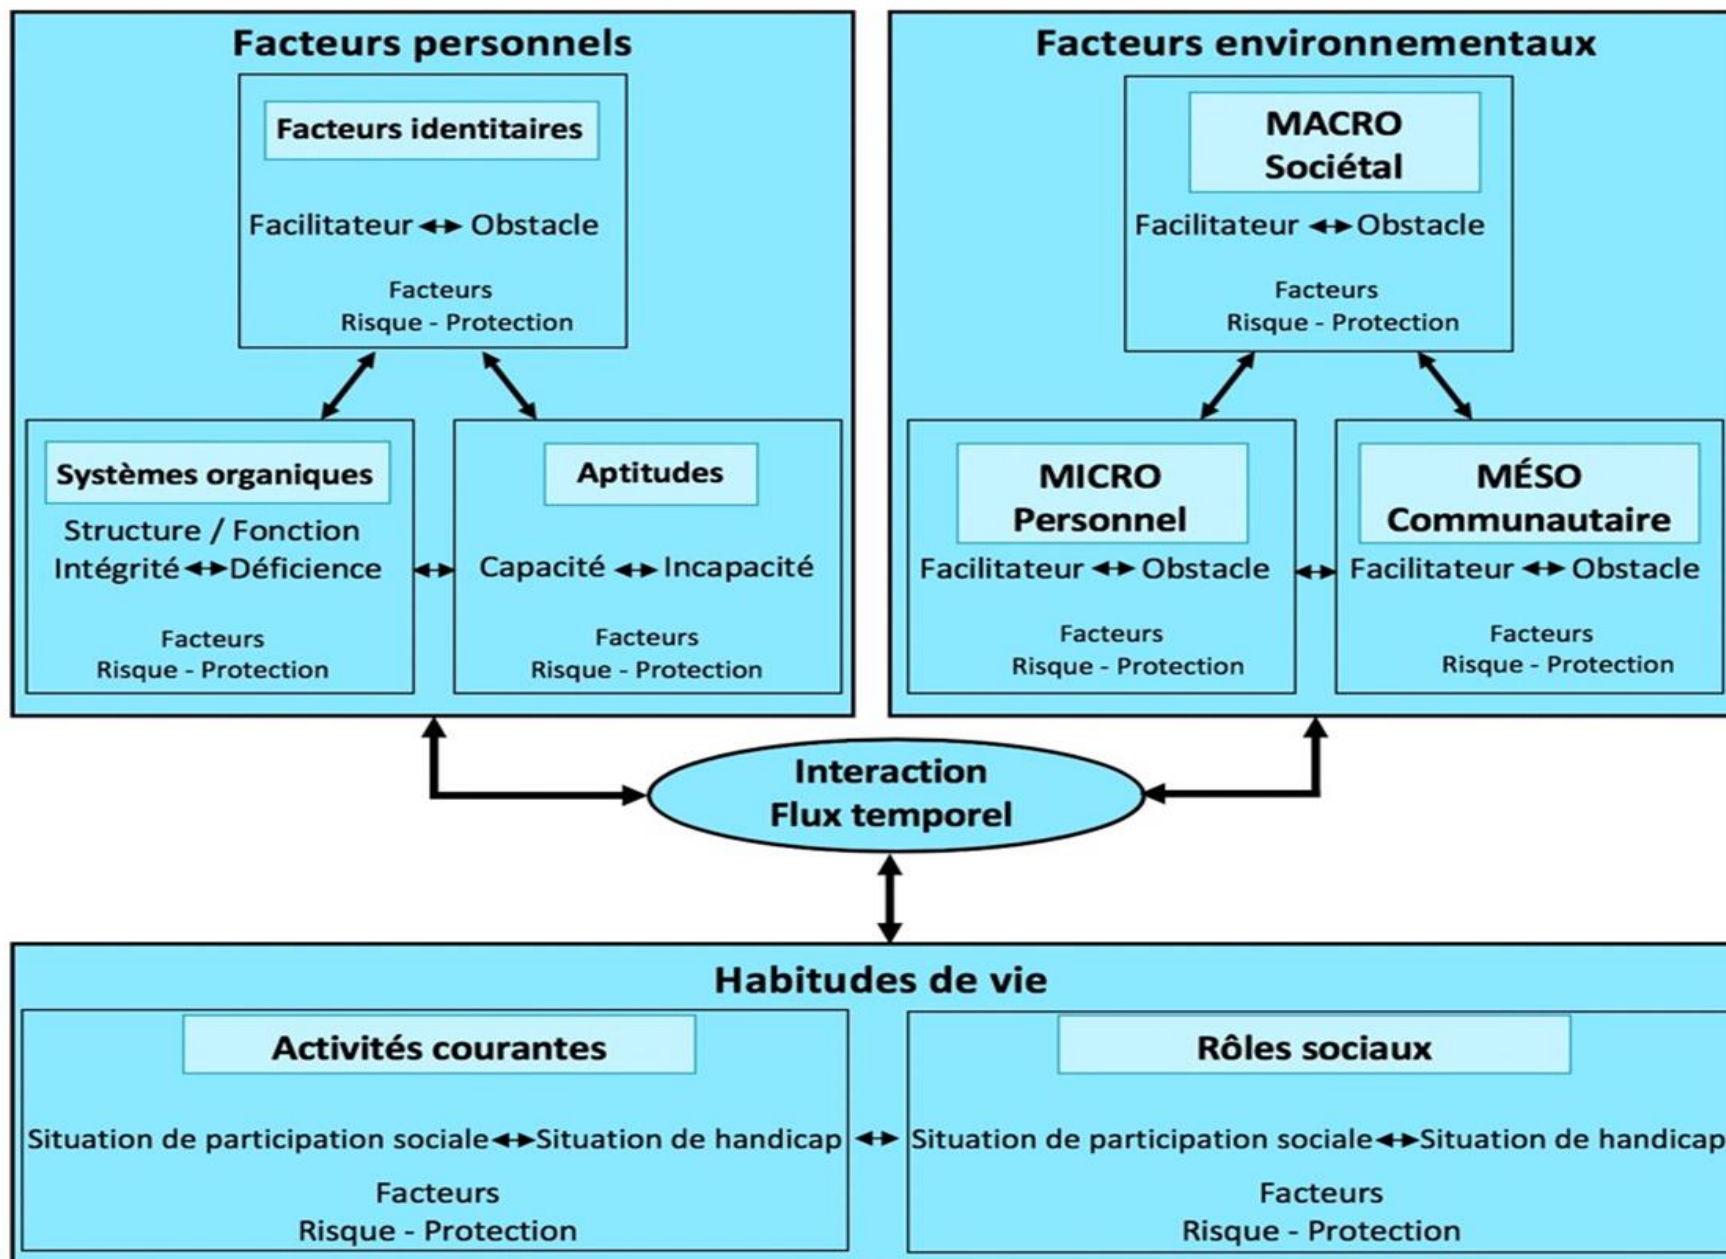 Facteurs personnels
Facteurs identitaires
Facilitateur Obstacle
Facteurs
Risque - Protection
Systèmes organiques
Structure / Fonction
Intégrité Déficience
Facteurs
Risque - Protection
Aptitudes
Capacité Incapacité
Facteurs
Risque - Protection
Facteurs environnementaux
MACRO
Sociétal
Facilitateur Obstacle
Facteurs
Risque - Protection
MICRO
Personnel
Facilitateur Obstacle
Facteurs
Risque - Protection
MÉSO
Communautaire
Facilitateur Obstacle
Facteurs
Risque - Protection
Interaction
Flux temporel
Habitudes de vie
Activités courantes
Situation de participation sociale Situation de handicap
Facteurs
Risque - Protection
Rôles sociaux
Situation de participation sociale Situation de handicap
Facteurs
Risque - Protection